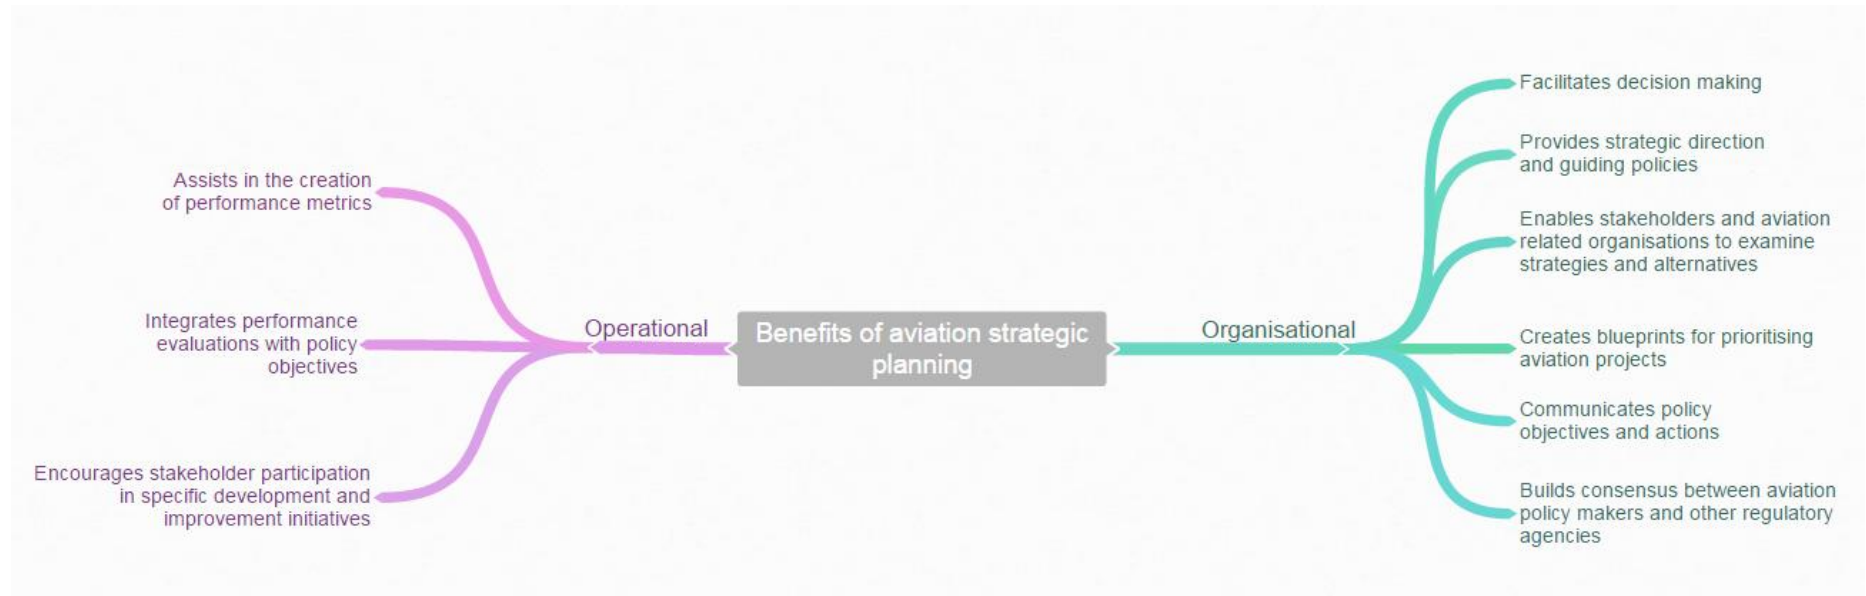 Benefits of aviation strategic
planning
Operational
Assists in the creation
of performance metrics
Integrates performance
evaluations with policy
objectives
Encourages stakeholder participation
in specific development and
improvement initiatives
Organisational
Facilitates decision making
Provides strategic direction
and guiding policies
Enables stakeholders and aviation
related organisations to examine
strategies and alternatives
Creates blueprints for prioritising
aviation projects
Communicates policy
objectives and actions
Builds consensus between aviation
policy makers and other regulatory
agencies